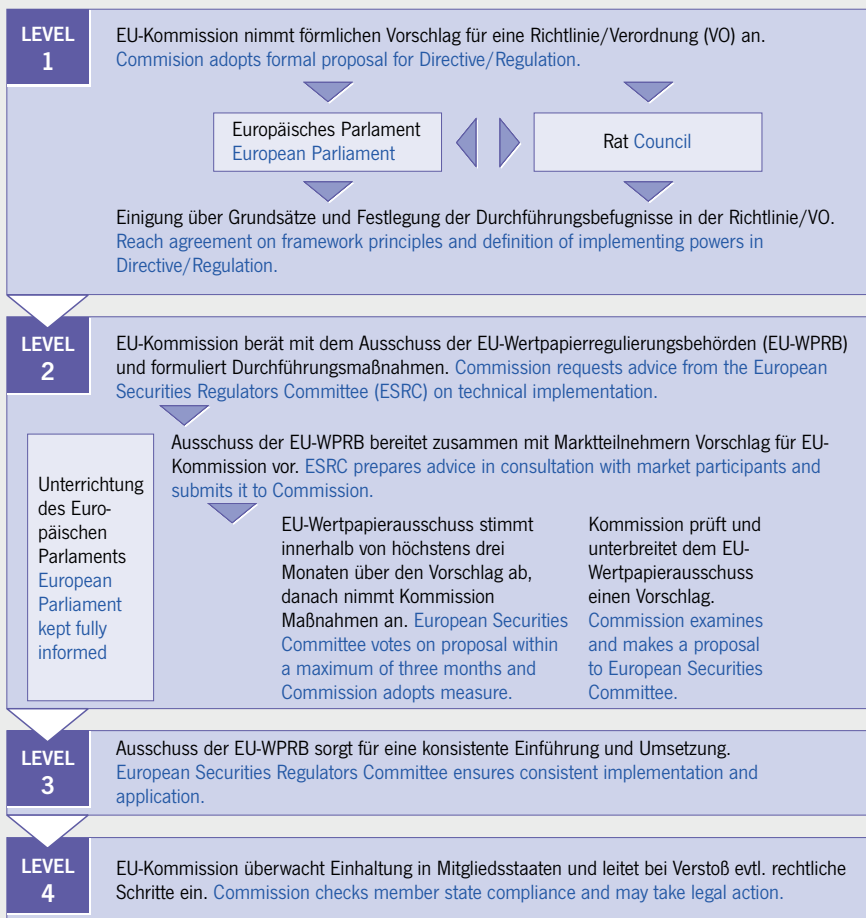 LEVEL
1
EU-Kommission nimmt förmlichen Vorschlag für eine Richtlinie/Verordnung (VO) an.
Commision adopts formal proposal for Directive/Regulation.
Europäisches Parlament
European Parliament
Rat Council
Einigung über Grundsätze und Festlegung der Durchführungsbefugnisse in der Richtlinie/VO.
Reach agreement on framework principles and definition of implementing powers in
Directive/Regulation.
LEVEL
2
EU-Kommission berät mit dem Ausschuss der EU-Wertpapierregulierungsbehörden (EU-WPRB)
und formuliert Durchführungsmaßnahmen. Commission requests advice from the European
Securities Regulators Committee (ESRC) on technical implementation.
Unterrichtung
des Euro-
päischen
Parlaments
European
Parliament
kept fully
informed
Ausschuss der EU-WPRB bereitet zusammen mit Marktteilnehmern Vorschlag für EU-
Kommission vor. ESRC prepares advice in consultation with market participants and
submits it to Commission.
EU-Wertpapierausschuss stimmt
innerhalb von höchstens drei
Monaten über den Vorschlag ab,
danach nimmt Kommission
Maßnahmen an. European Securities
Committee votes on proposal within
a maximum of three months and
Commission adopts measure.
Kommission prüft und
unterbreitet dem EU-
Wertpapierausschuss
einen Vorschlag.
Commission examines
and makes a proposal
to European Securities
Committee.
LEVEL
3
Ausschuss der EU-WPRB sorgt für eine konsistente Einführung und Umsetzung.
European Securities Regulators Committee ensures consistent implementation and
application.
LEVEL
4
EU-Kommission überwacht Einhaltung in Mitgliedsstaaten und leitet bei Verstoß evtl. rechtliche
Schritte ein. Commission checks member state compliance and may take legal action.